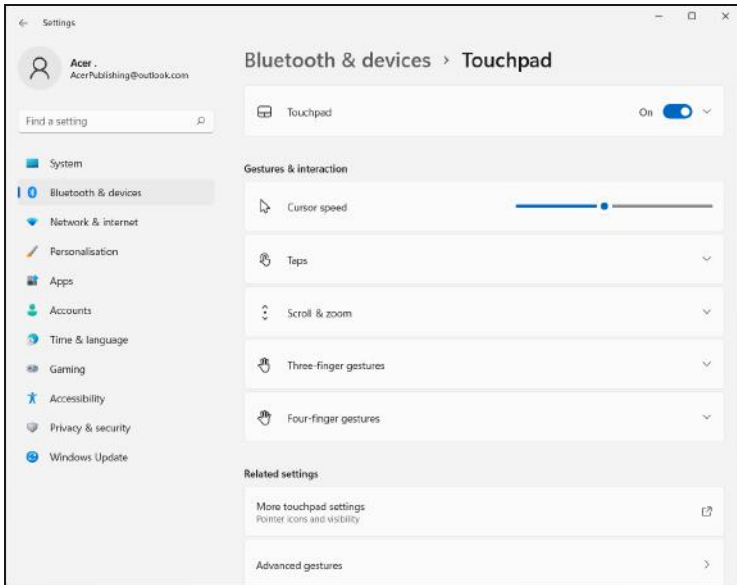 Settings
Acer .
AcerPublishing@outlook.com
Find a setting
System
Bluetooth & devices
Network & internet
Personalisation
Apps
Accounts
Time & language
Gaming
Accessibility
Privacy & security
Windows Update
Bluetooth & devices > Touchpad
Touchpad On
Gestures & interaction
Cursor speed
Taps
Scroll & zoom
Three-finger gestures
Four-finger gestures
Related settings
More touchpad settings
Pointer icons and visibility
Advanced gestures